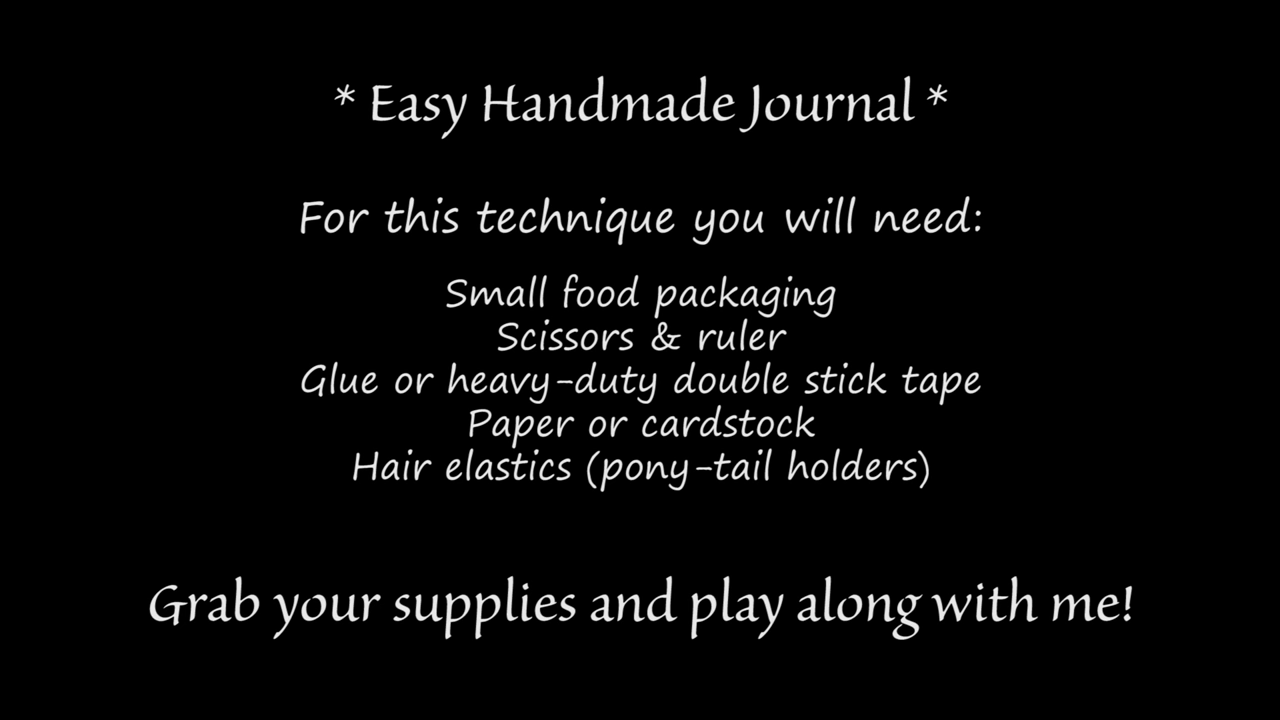 * Easy Handmade Journal *
For this technique you will need:
Small food packaging
Scissors & ruler
Glue or heavy-duty double stick tape
Paper or cardstock
Hair elastics (pony-tail holders)
Grab your supplies and play along with me!